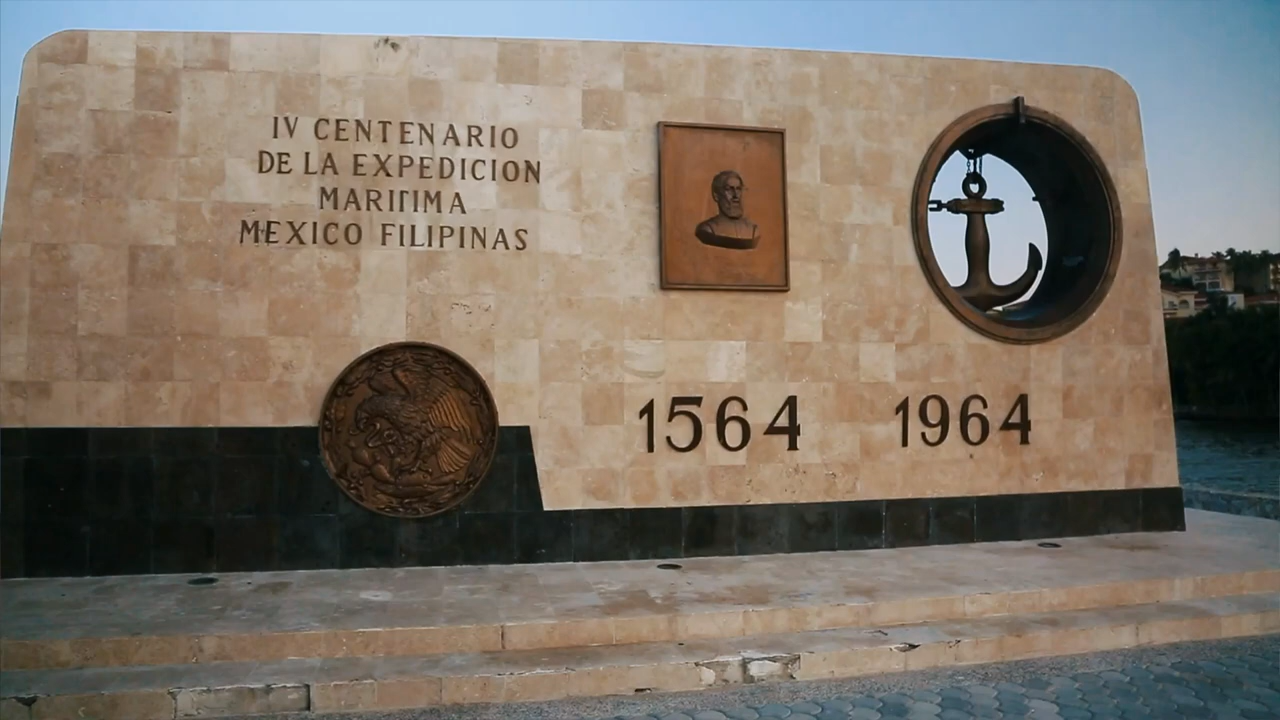 IV CENTENARIO
DE LA EXPEDICION
MARITIMA
MEXICO FILIPINAS
1564 1964